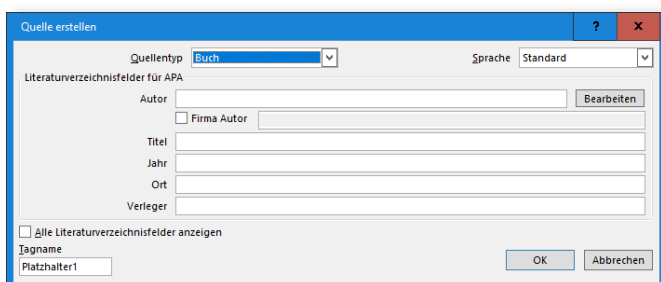 Quelle erstellen ? x
Quellentyp Buch Sprache Standard
Literaturverzeichnisfelder für APA
Autor Bearbeiten
Firma Autor
Titel
Jahr
Ort
Verleger
Alle Literaturverzeichnisfelder anzeigen
Tagname
Platzhalter1 OK Abbrechen